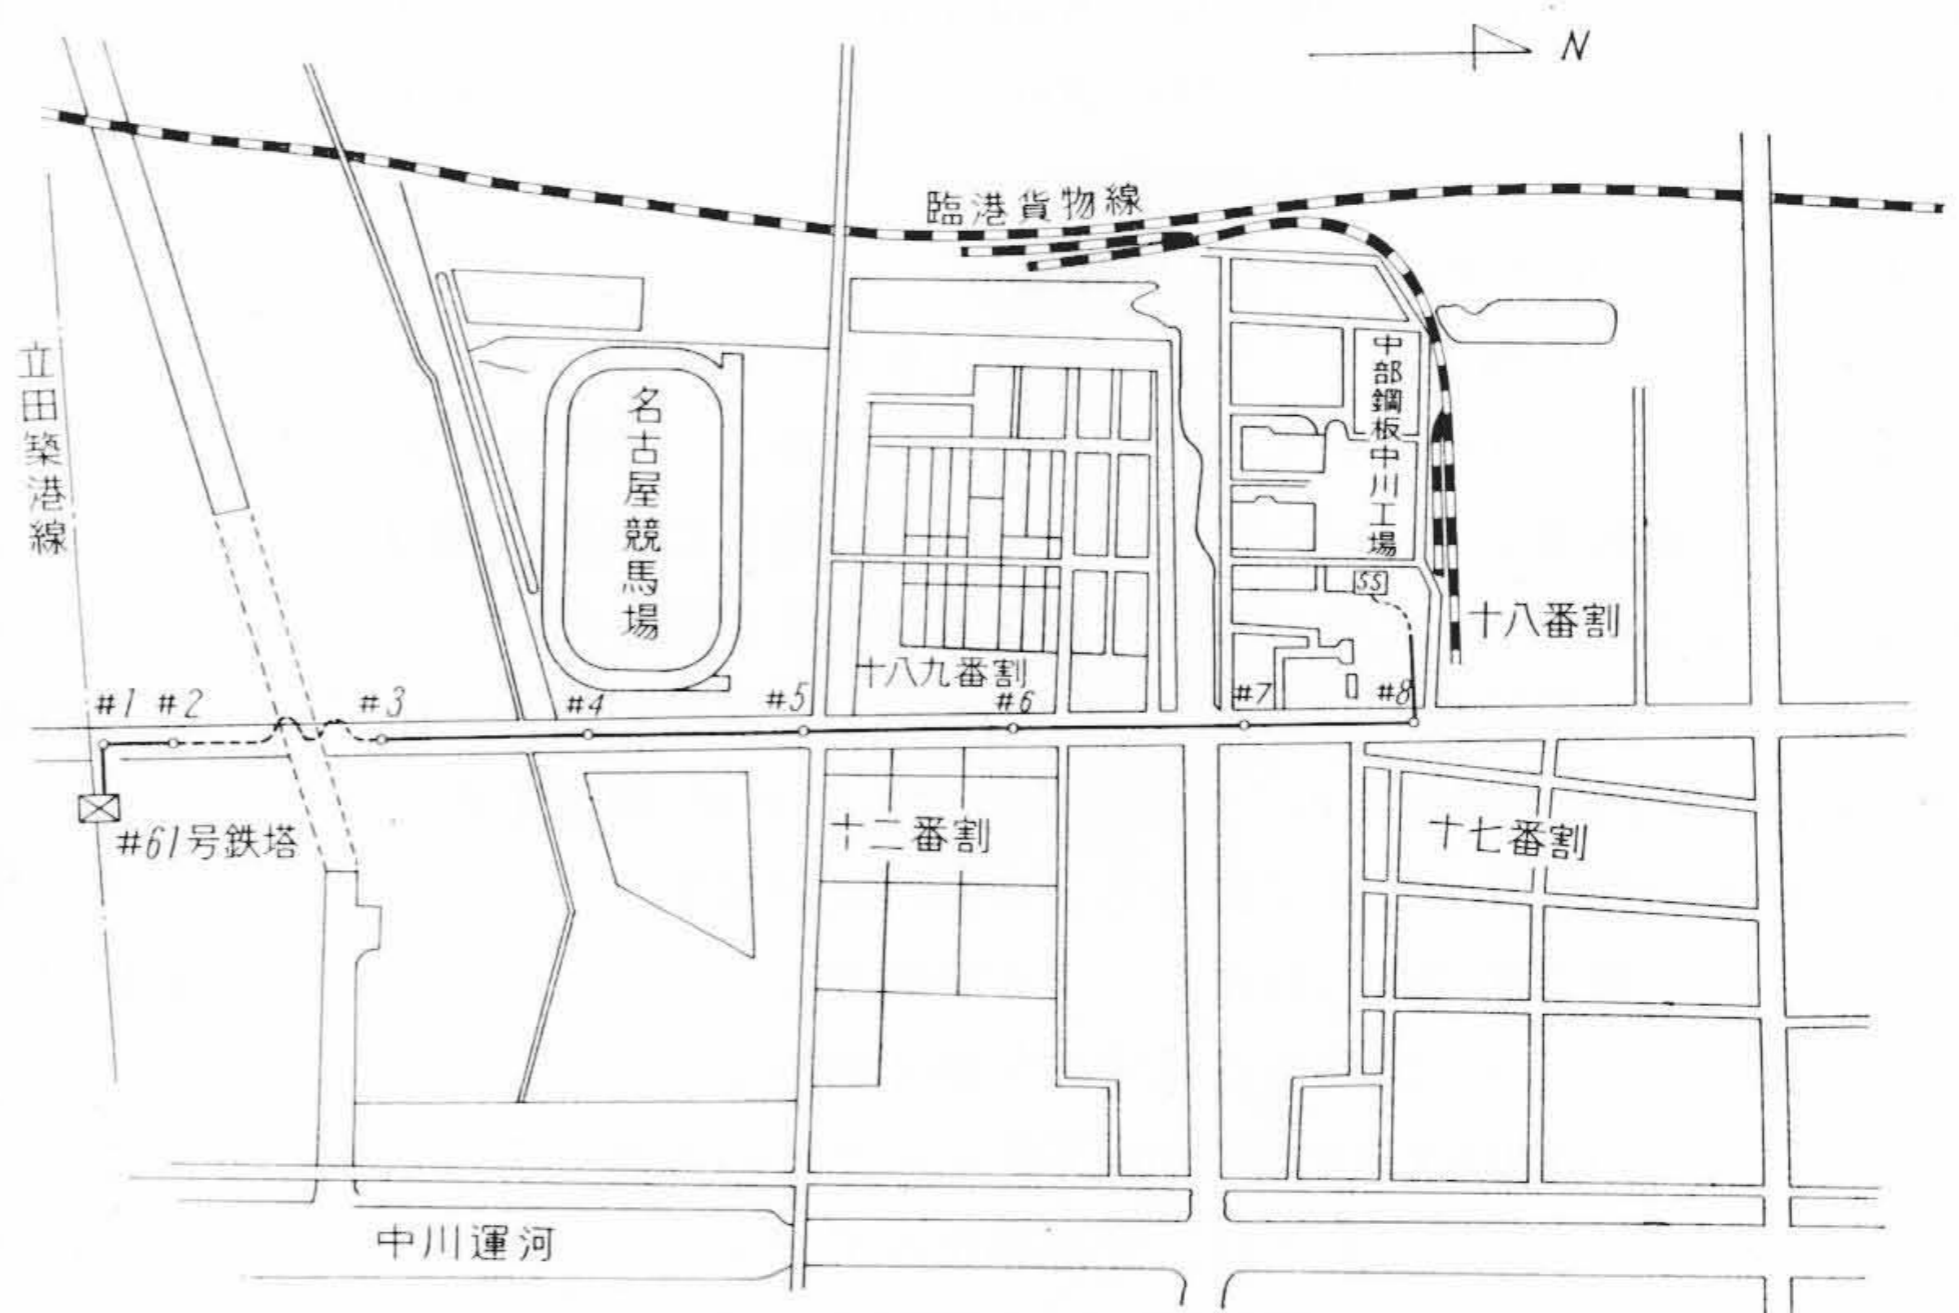 N
臨港貨物線
立田築港線
名古屋競馬場
中部鋼板中川工場
SS
十八番割
十八九番割
#1
#2
#3
#4
#5
#6
#7
#8
#61号鉄塔
十二番割
十七番割
中川運河